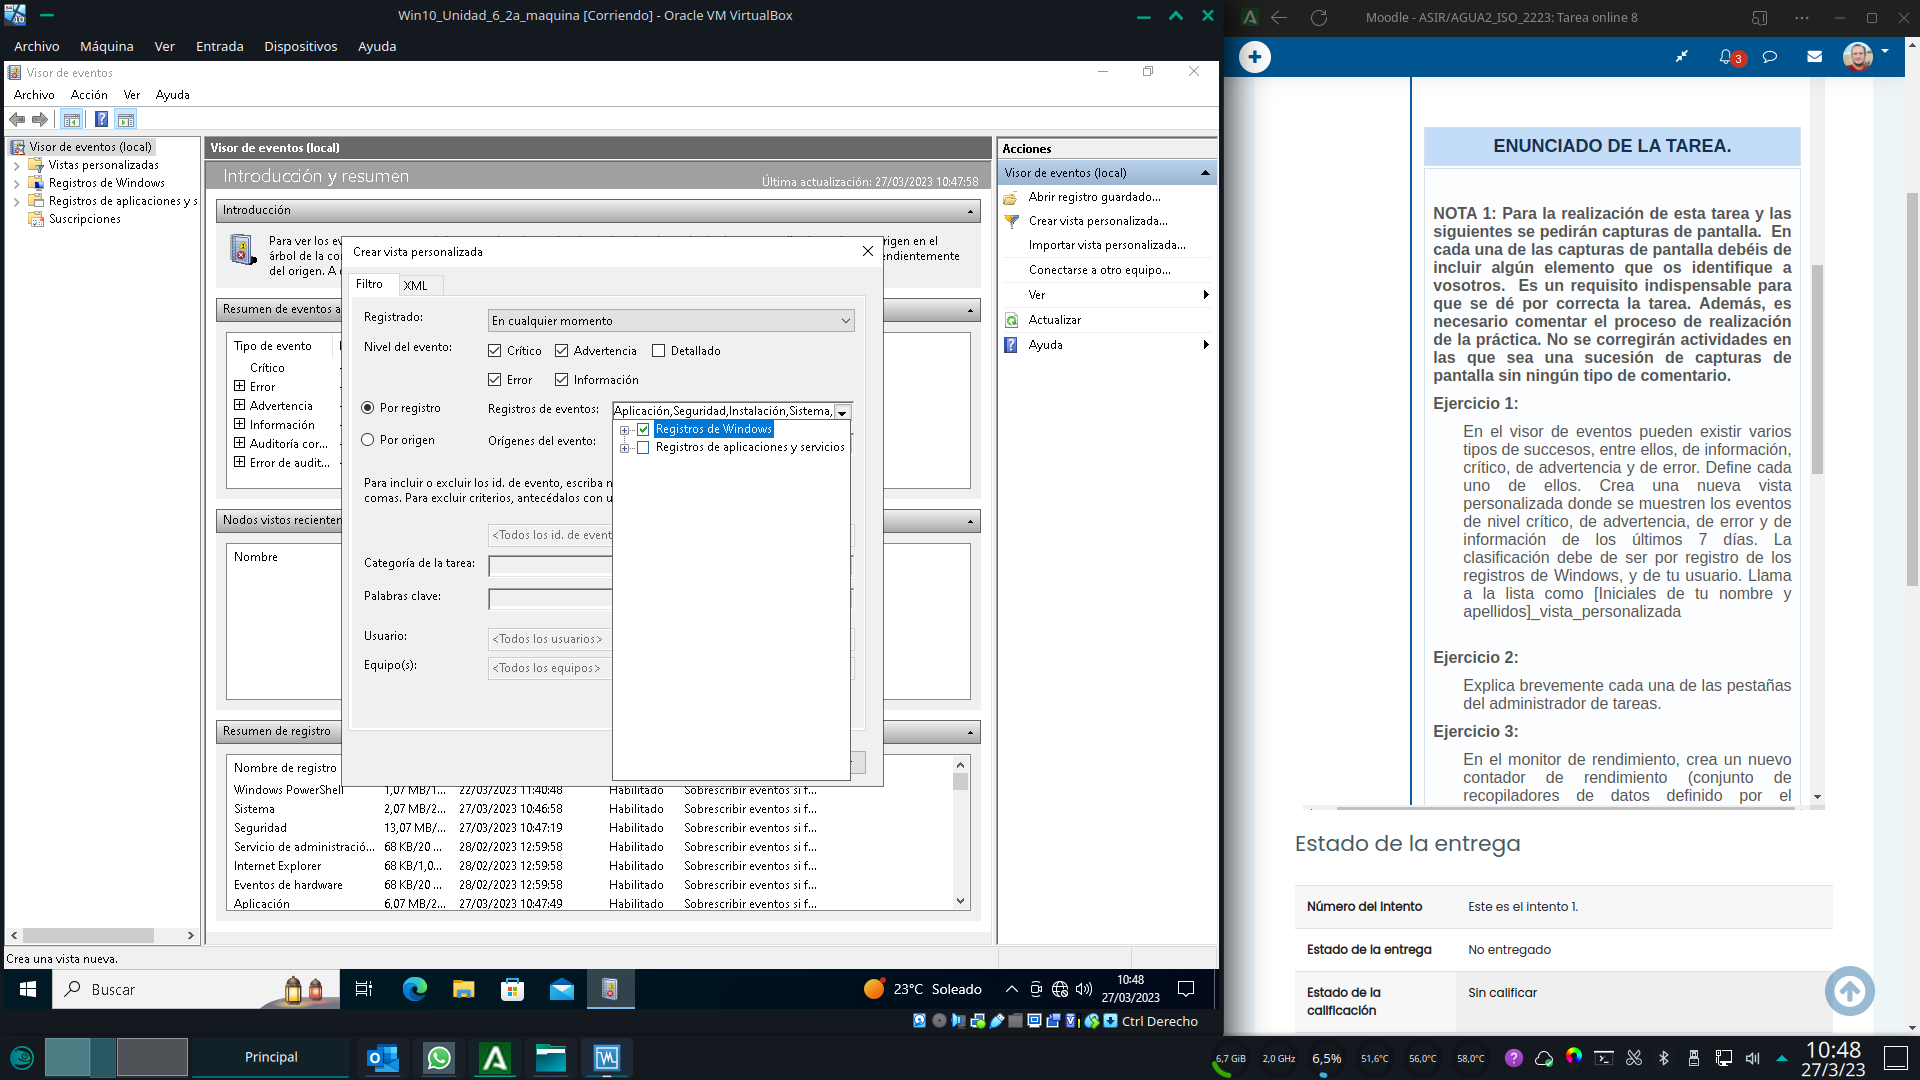 Win10_Unidad_6_2a_maquina [Corriendo] - Oracle VM VirtualBox
Archivo Máquina Ver Entrada Dispositivos Ayuda
Visor de eventos
Archivo Acción Ver Ayuda
Visor de eventos (local)
Vistas personalizadas
Registros de Windows
Registros de aplicaciones y s
Suscripciones
Visor de eventos (local)
Introducción y resumen
Última actualización: 27/03/2023 10:47:58
Introducción
Para ver los ev
origen en el
árbol de la co
endientemente
del origen. A
Resumen de eventos a
Tipo de evento
Crítico
Error
Advertencia
Información
Auditoría cor...
Error de audit...
Nodos vistos recienten
Nombre
Resumen de registro
Nombre de registro
Windows PowerShell 1,07 MB/1... 22/03/2023 11:40:48 Habilitado Sobrescribir eventos si f...
Sistema 2,07 MB/2... 27/03/2023 10:46:58 Habilitado Sobrescribir eventos si f...
Seguridad 13,07 MB/... 27/03/2023 10:47:19 Habilitado Sobrescribir eventos si f...
Servicio de administració... 68 KB/20 ... 28/02/2023 12:59:58 Habilitado Sobrescribir eventos si f...
Internet Explorer 68 KB/1,0... 28/02/2023 12:59:58 Habilitado Sobrescribir eventos si f...
Eventos de hardware 68 KB/20 ... 28/02/2023 12:59:58 Habilitado Sobrescribir eventos si f...
Aplicación 6,07 MB/2... 27/03/2023 10:47:49 Habilitado Sobrescribir eventos si f...
Crear vista personalizada
Filtro XML
Registrado: En cualquier momento
Nivel del evento: Crítico Advertencia Detallado
Error Información
Por registro Registros de eventos: Aplicación,Seguridad,Instalación,Sistema,
Por origen Orígenes del evento:
Registros de Windows
Registros de aplicaciones y servicios
Para incluir o excluir los id. de evento, escriba n
comas. Para excluir criterios, antecédalos con u
<Todos los id. de event
Categoría de la tarea:
Palabras clave:
Usuario: <Todos los usuarios>
Equipo(s): <Todos los equipos>
Acciones
Visor de eventos (local)
Abrir registro guardado...
Crear vista personalizada...
Importar vista personalizada...
Conectarse a otro equipo...
Ver
Actualizar
Ayuda
Crea una vista nueva.
Buscar
23°C Soleado
10:48
27/03/2023
Ctrl Derecho
Moodle - ASIR/AGUA2_ISO_2223: Tarea online 8
3
ENUNCIADO DE LA TAREA.
NOTA 1: Para la realización de esta tarea y las
siguientes se pedirán capturas de pantalla. En
cada una de las capturas de pantalla debéis de
incluir algún elemento que os identifique a
vosotros. Es un requisito indispensable para
que se dé por correcta la tarea. Además, es
necesario comentar el proceso de realización
de la práctica. No se corregirán actividades en
las que sea una sucesión de capturas de
pantalla sin ningún tipo de comentario.
Ejercicio 1:
En el visor de eventos pueden existir varios
tipos de sucesos, entre ellos, de información,
crítico, de advertencia y de error. Define cada
uno de ellos. Crea una nueva vista
personalizada donde se muestren los eventos
de nivel crítico, de advertencia, de error y de
información de los últimos 7 días. La
clasificación debe de ser por registro de los
registros de Windows, y de tu usuario. Llama
a la lista como [Iniciales de tu nombre y
apellidos]_vista_personalizada
Ejercicio 2:
Explica brevemente cada una de las pestañas
del administrador de tareas.
Ejercicio 3:
En el monitor de rendimiento, crea un nuevo
contador de rendimiento (conjunto de
recopiladores de datos definido por el
Estado de la entrega
Número del intento Este es el intento 1.
Estado de la entrega No entregado
Estado de la Sin calificar
calificación
Principal
6,7 GiB 2,0 GHz 6,5% 51,6°C 56,0°C 58,0°C
10:48
27/3/23